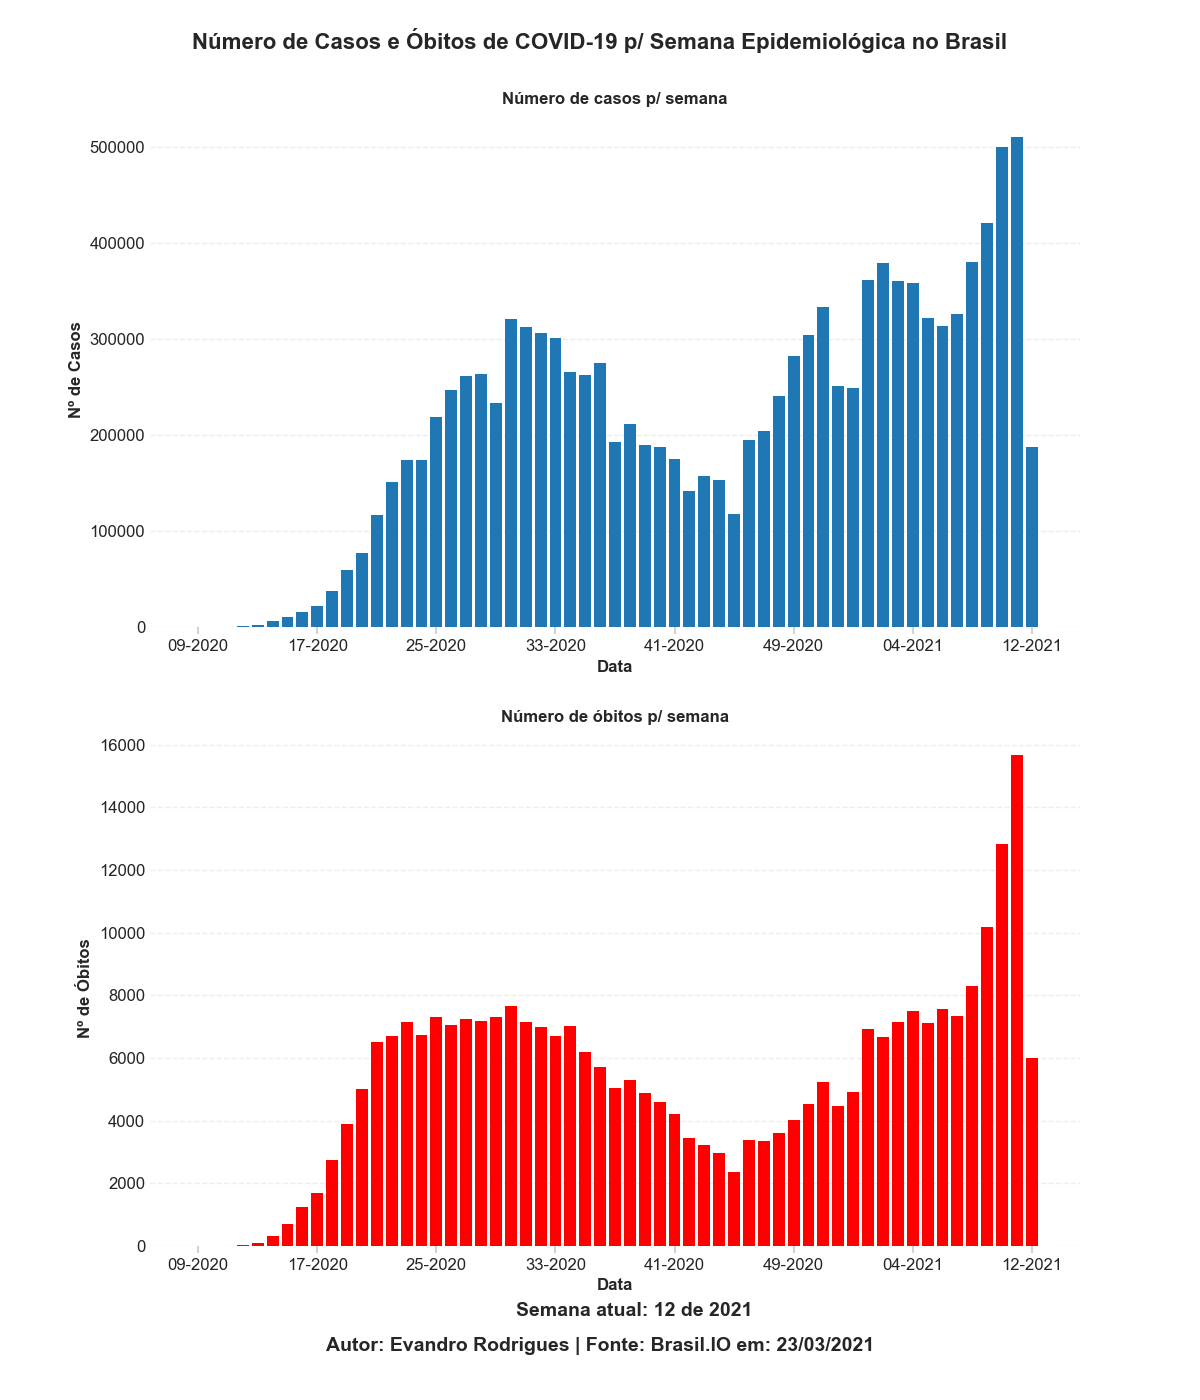 Número de Casos e Óbitos de COVID-19 p/ Semana Epidemiológica no Brasil
Número de casos p/ semana
500000
400000
300000
200000
100000
0
Nº de Casos
09-2020 17-2020 25-2020 33-2020 41-2020 49-2020 04-2021 12-2021
Data
Número de óbitos p/ semana
16000
14000
12000
10000
8000
6000
4000
2000
0
Nº de Óbitos
09-2020 17-2020 25-2020 33-2020 41-2020 49-2020 04-2021 12-2021
Data
Semana atual: 12 de 2021
Autor: Evandro Rodrigues | Fonte: Brasil.IO em: 23/03/2021